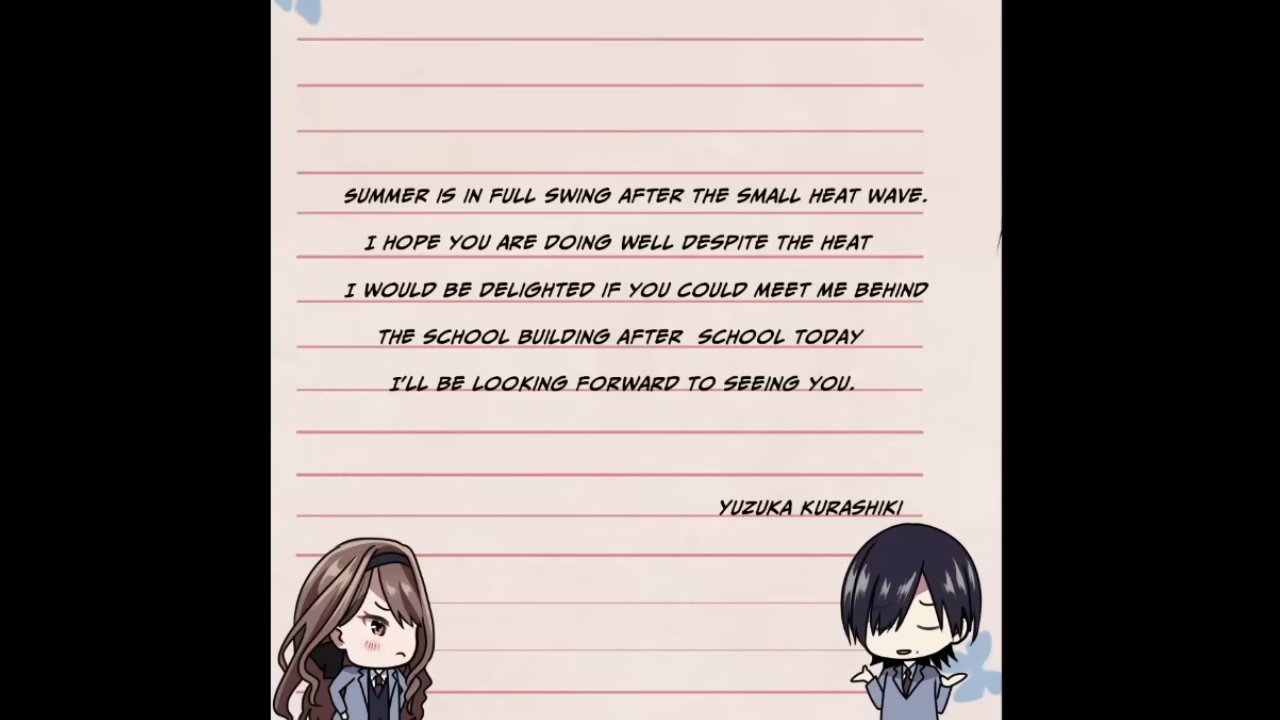 SUMMER IS IN FULL SWING AFTER THE SMALL HEAT WAVE.
I HOPE YOU ARE DOING WELL DESPITE THE HEAT
I WOULD BE DELIGHTED IF YOU COULD MEET ME BEHIND
THE SCHOOL BUILDING AFTER SCHOOL TODAY
I'LL BE LOOKING FORWARD TO SEEING YOU.
YUZUKA KURASHIKI